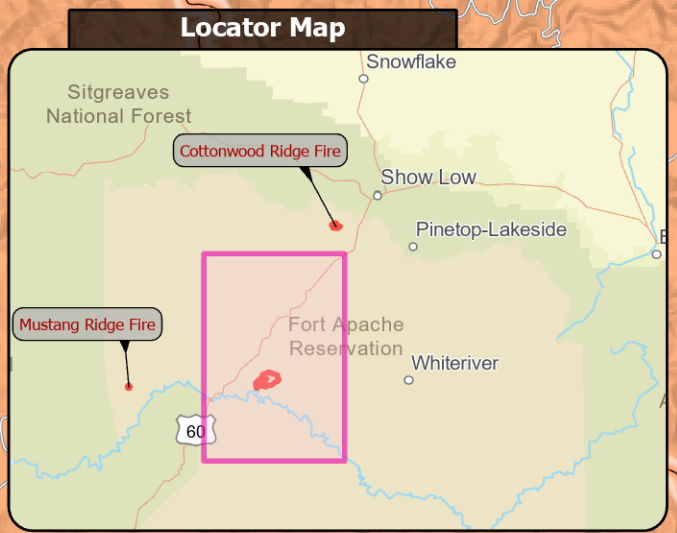 Locator Map
Snowflake
Sitgreaves
National Forest
Cottonwood Ridge Fire
Show Low
Pinetop-Lakeside
E
Mustang Ridge Fire
Fort Apache
Reservation
Whiteriver
A
60